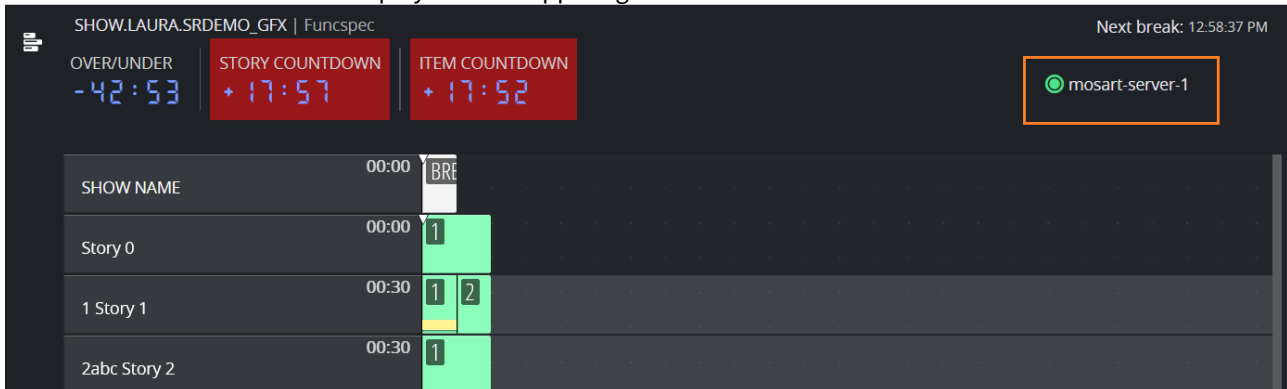 SHOW.LAURA.SRDEMO_GFX | Funcspec
Next break: 12:58:37 PM
OVER/UNDER
STORY COUNTDOWN
ITEM COUNTDOWN
-42:53
+17:57
+17:52
mosart-server-1
SHOW NAME
00:00
BRE
Story 0
00:00
1
1 Story 1
00:30
1 2
2abc Story 2
00:30
1